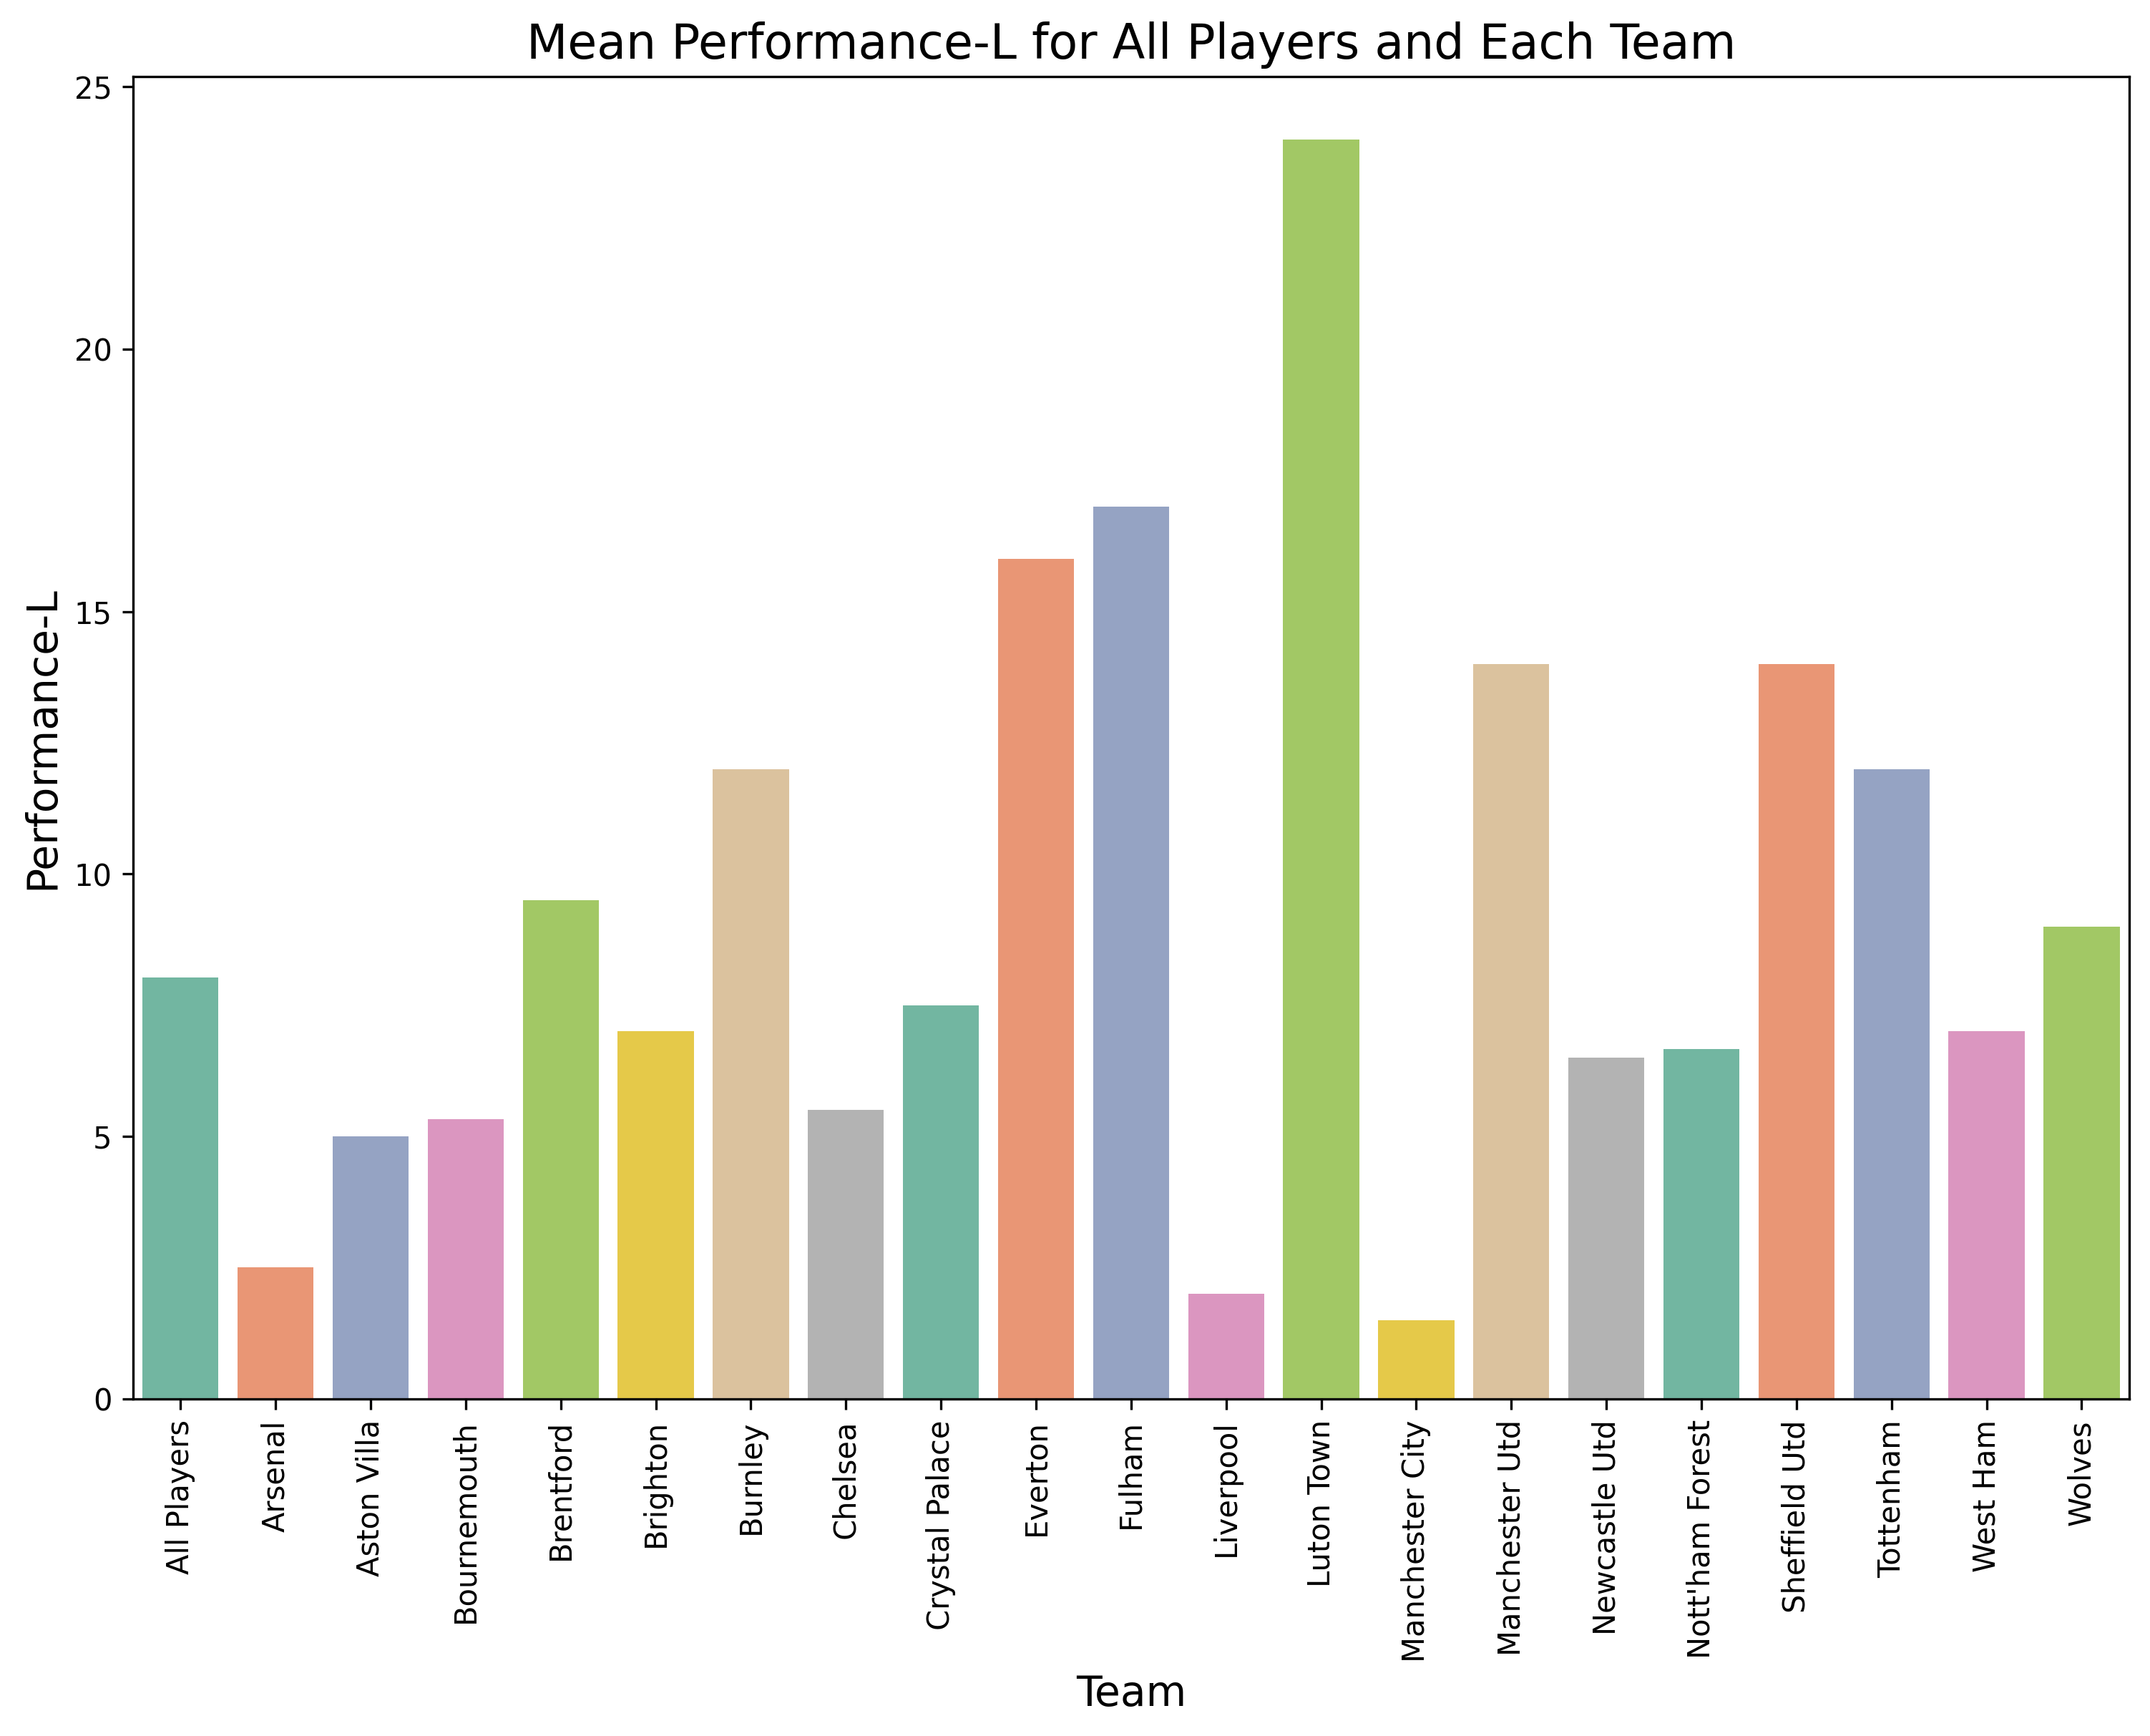 Mean Performance-L for All Players and Each Team
Performance-L
25
20
15
10
5
0
All Players
Arsenal
Aston Villa
Bournemouth
Brentford
Brighton
Burnley
Chelsea
Crystal Palace
Everton
Fulham
Liverpool
Luton Town
Manchester City
Manchester Utd
Newcastle Utd
Nott'ham Forest
Sheffield Utd
Tottenham
West Ham
Wolves
Team